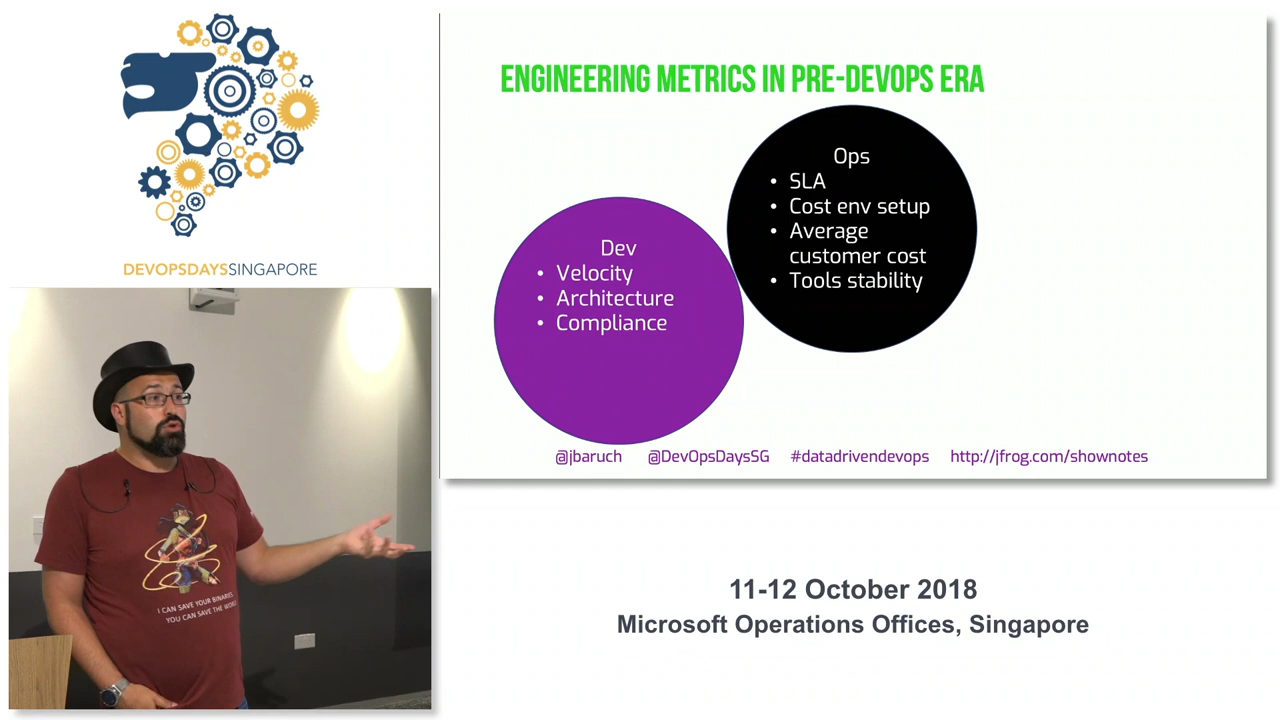 DEVOPSDAYSSINGAPORE
ENGINEERING METRICS IN PRE-DEVOPS ERA
Dev
• Velocity
• Architecture
• Compliance
Ops
• SLA
• Cost env setup
• Average
customer cost
• Tools stability
@jbaruch @DevOpsDaysSG #datadrivendevops http://jfrog.com/shownotes
I CAN SAVE YOUR BINARIES,
YOU CAN SAVE THE WORLD
11-12 October 2018
Microsoft Operations Offices, Singapore